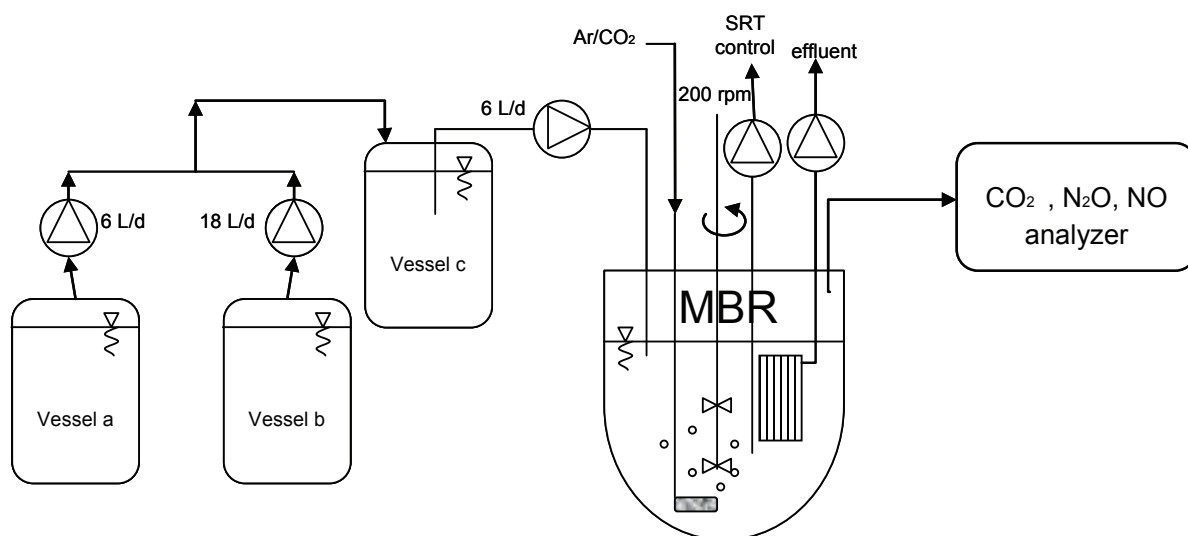 SRT
control
Ar/CO₂
effluent
200 rpm
6 L/d
6 L/d
18 L/d
Vessel c
CO₂ , N₂O, NO
analyzer
MBR
Vessel a
Vessel b